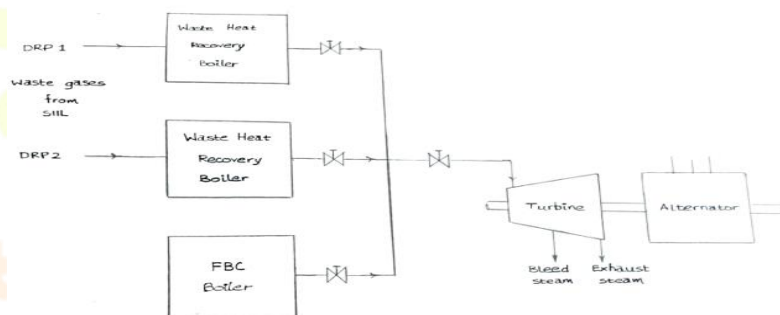 DRP 1
Waste gases
from
SIIL
DRP 2
Waste Heat
Recovery
Boiler
Waste Heat
Recovery
Boiler
FBC
Boiler
Turbine
Alternator
Bleed
steam
Exhaust
steam